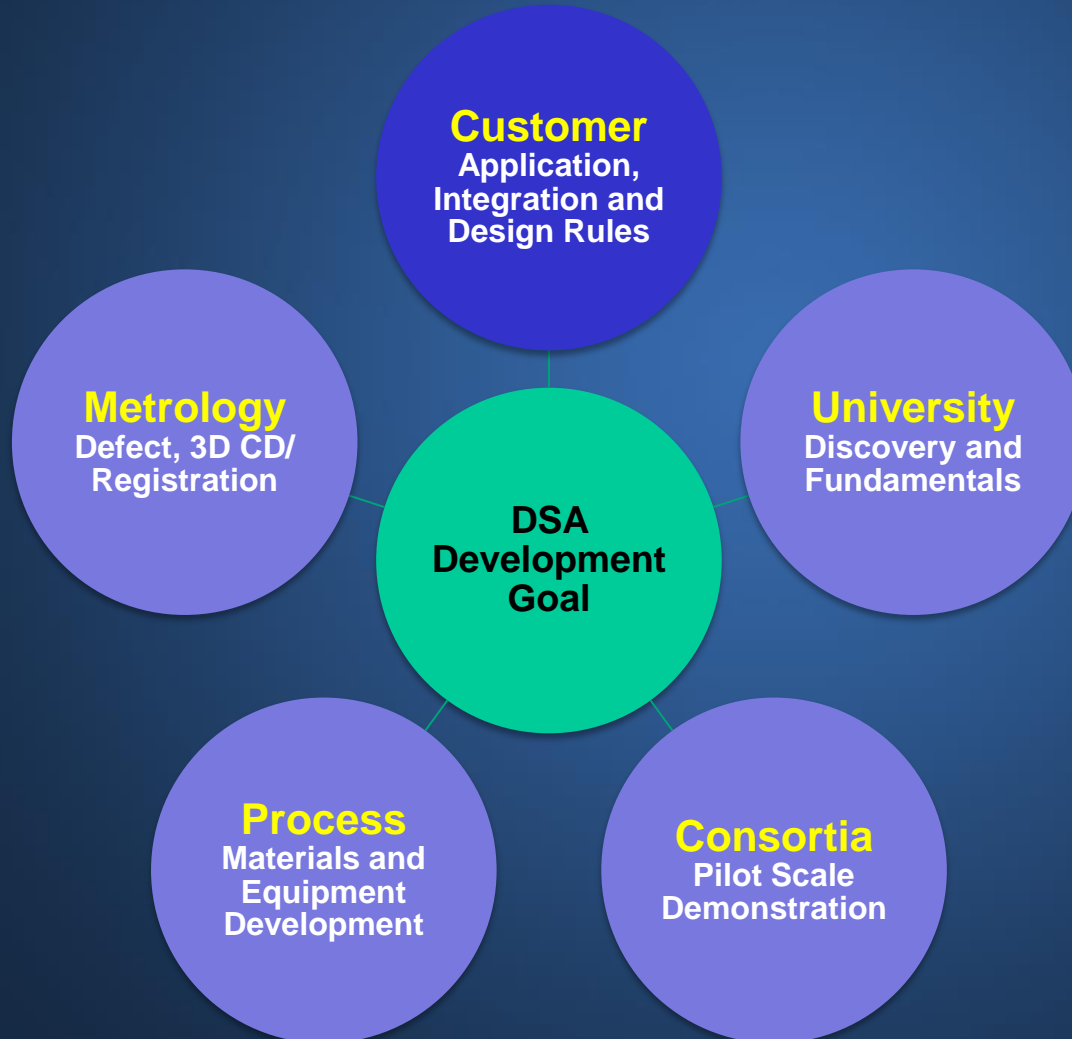 Customer
Application,
Integration and
Design Rules
Metrology
Defect, 3D CD/
Registration
University
Discovery and
Fundamentals
DSA
Development
Goal
Process
Materials and
Equipment
Development
Consortia
Pilot Scale
Demonstration